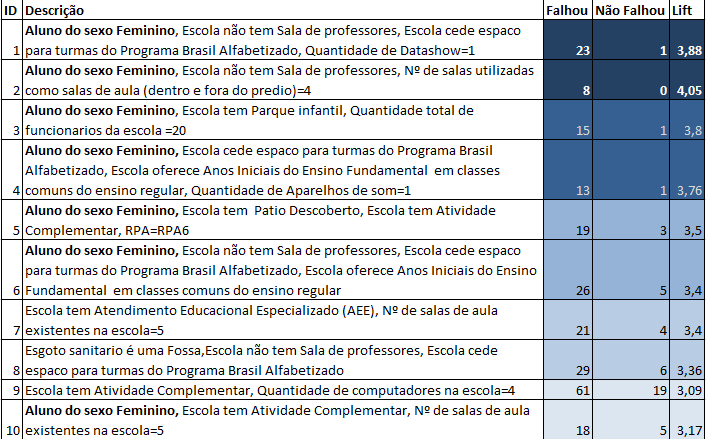 ID Descrição Falhou Não Falhou Lift
Aluno do sexo Feminino, Escola não tem Sala de professores, Escola cede espaço
1 para turmas do Programa Brasil Alfabetizado, Quantidade de Datashow=1 23 1 3,88
Aluno do sexo Feminino, Escola não tem Sala de professores, Nº de salas utilizadas
2 como salas de aula (dentro e fora do predio)=4 8 0 4,05
Aluno do sexo Feminino, Escola tem Parque infantil, Quantidade total de
3 funcionarios da escola =20 15 1 3,8
Aluno do sexo Feminino, Escola cede espaço para turmas do Programa Brasil
Alfabetizado, Escola oferece Anos Iniciais do Ensino Fundamental em classes
4 comuns do ensino regular, Quantidade de Aparelhos de som=1 13 1 3,76
Aluno do sexo Feminino, Escola tem Patio Descoberto, Escola tem Atividade
5 Complementar, RPA=RPA6 19 3 3,5
Aluno do sexo Feminino, Escola não tem Sala de professores, Escola cede espaço
para turmas do Programa Brasil Alfabetizado, Escola oferece Anos Iniciais do Ensino
6 Fundamental em classes comuns do ensino regular 26 5 3,4
Escola tem Atendimento Educacional Especializado (AEE), Nº de salas de aula
7 existentes na escola=5 21 4 3,4
Esgoto sanitario é uma Fossa,Escola não tem Sala de professores, Escola cede
8 espaço para turmas do Programa Brasil Alfabetizado 29 6 3,36
9 Escola tem Atividade Complementar, Quantidade de computadores na escola=4 61 19 3,09
Aluno do sexo Feminino, Escola tem Atividade Complementar, Nº de salas de aula
10 existentes na escola=5 18 5 3,17